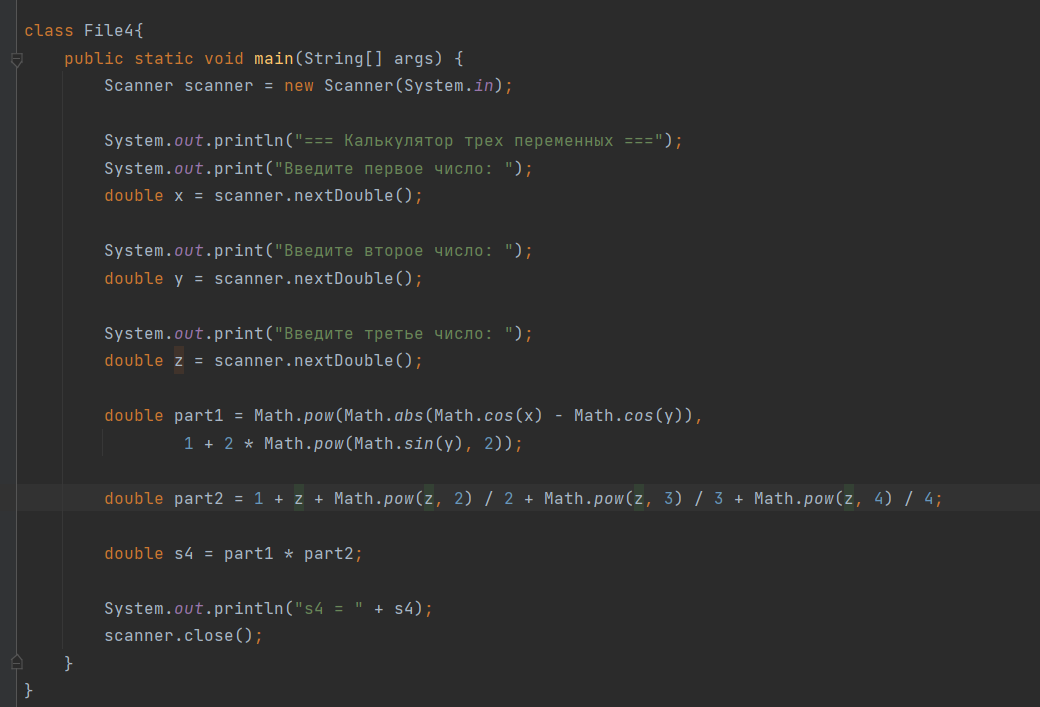 class File4{
public static void main(String[] args) {
Scanner scanner = new Scanner(System.in);
System.out.println("=== Калькулятор трех переменных ===");
System.out.print("Введите первое число: ");
double x = scanner.nextDouble();
System.out.print("Введите второе число: ");
double y = scanner.nextDouble();
System.out.print("Введите третье число: ");
double z = scanner.nextDouble();
double part1 = Math.pow(Math.abs(Math.cos(x) - Math.cos(y)),
1 + 2 * Math.pow(Math.sin(y), 2));
double part2 = 1 + z + Math.pow(z, 2) / 2 + Math.pow(z, 3) / 3 + Math.pow(z, 4) / 4;
double s4 = part1 * part2;
System.out.println("s4 = " + s4);
scanner.close();
}
}